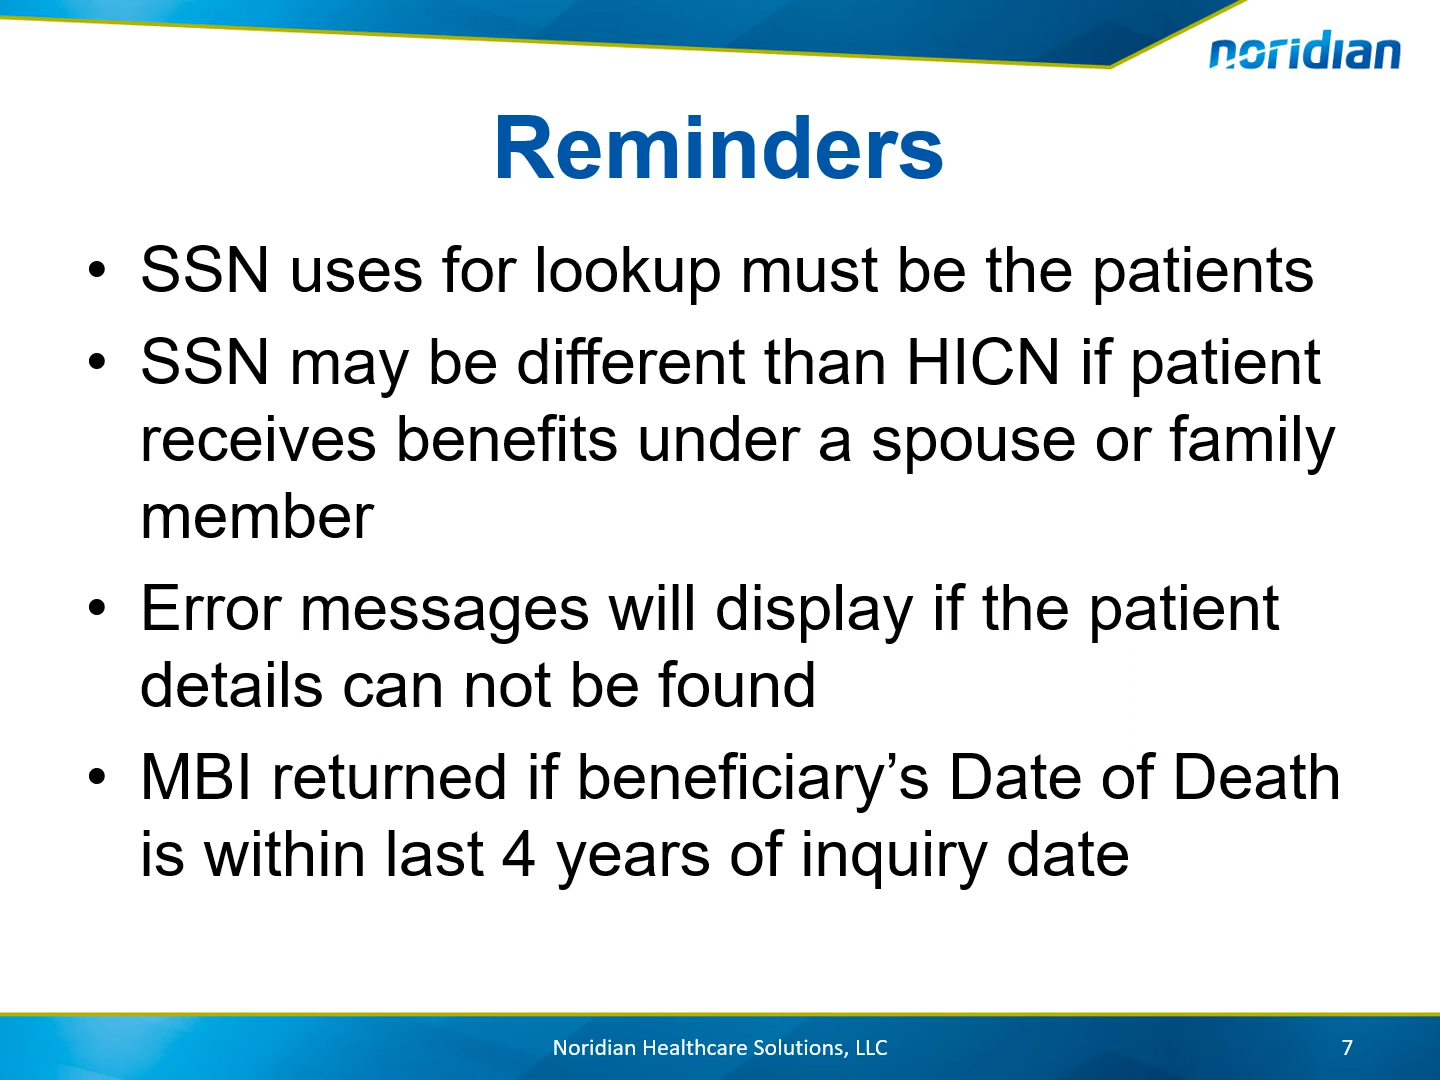 noridian
Reminders
• SSN uses for lookup must be the patients
• SSN may be different than HICN if patient
receives benefits under a spouse or family
member
• Error messages will display if the patient
details can not be found
• MBI returned if beneficiary’s Date of Death
is within last 4 years of inquiry date
Noridian Healthcare Solutions, LLC
7